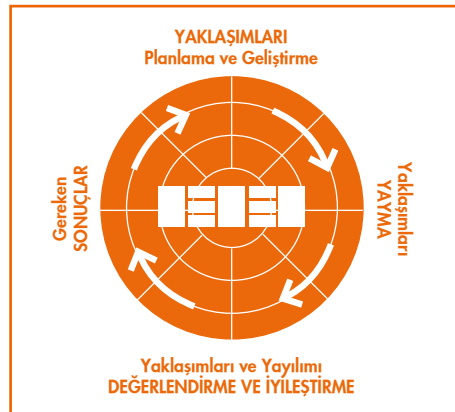 YAKLAŞIMLARI
Planlama ve Geliştirme
Gereken
SONUÇLAR
Yaklaşımları
YAYMA
Yaklaşımları ve Yayılımı
DEĞERLENDİRME VE İYİLEŞTİRME